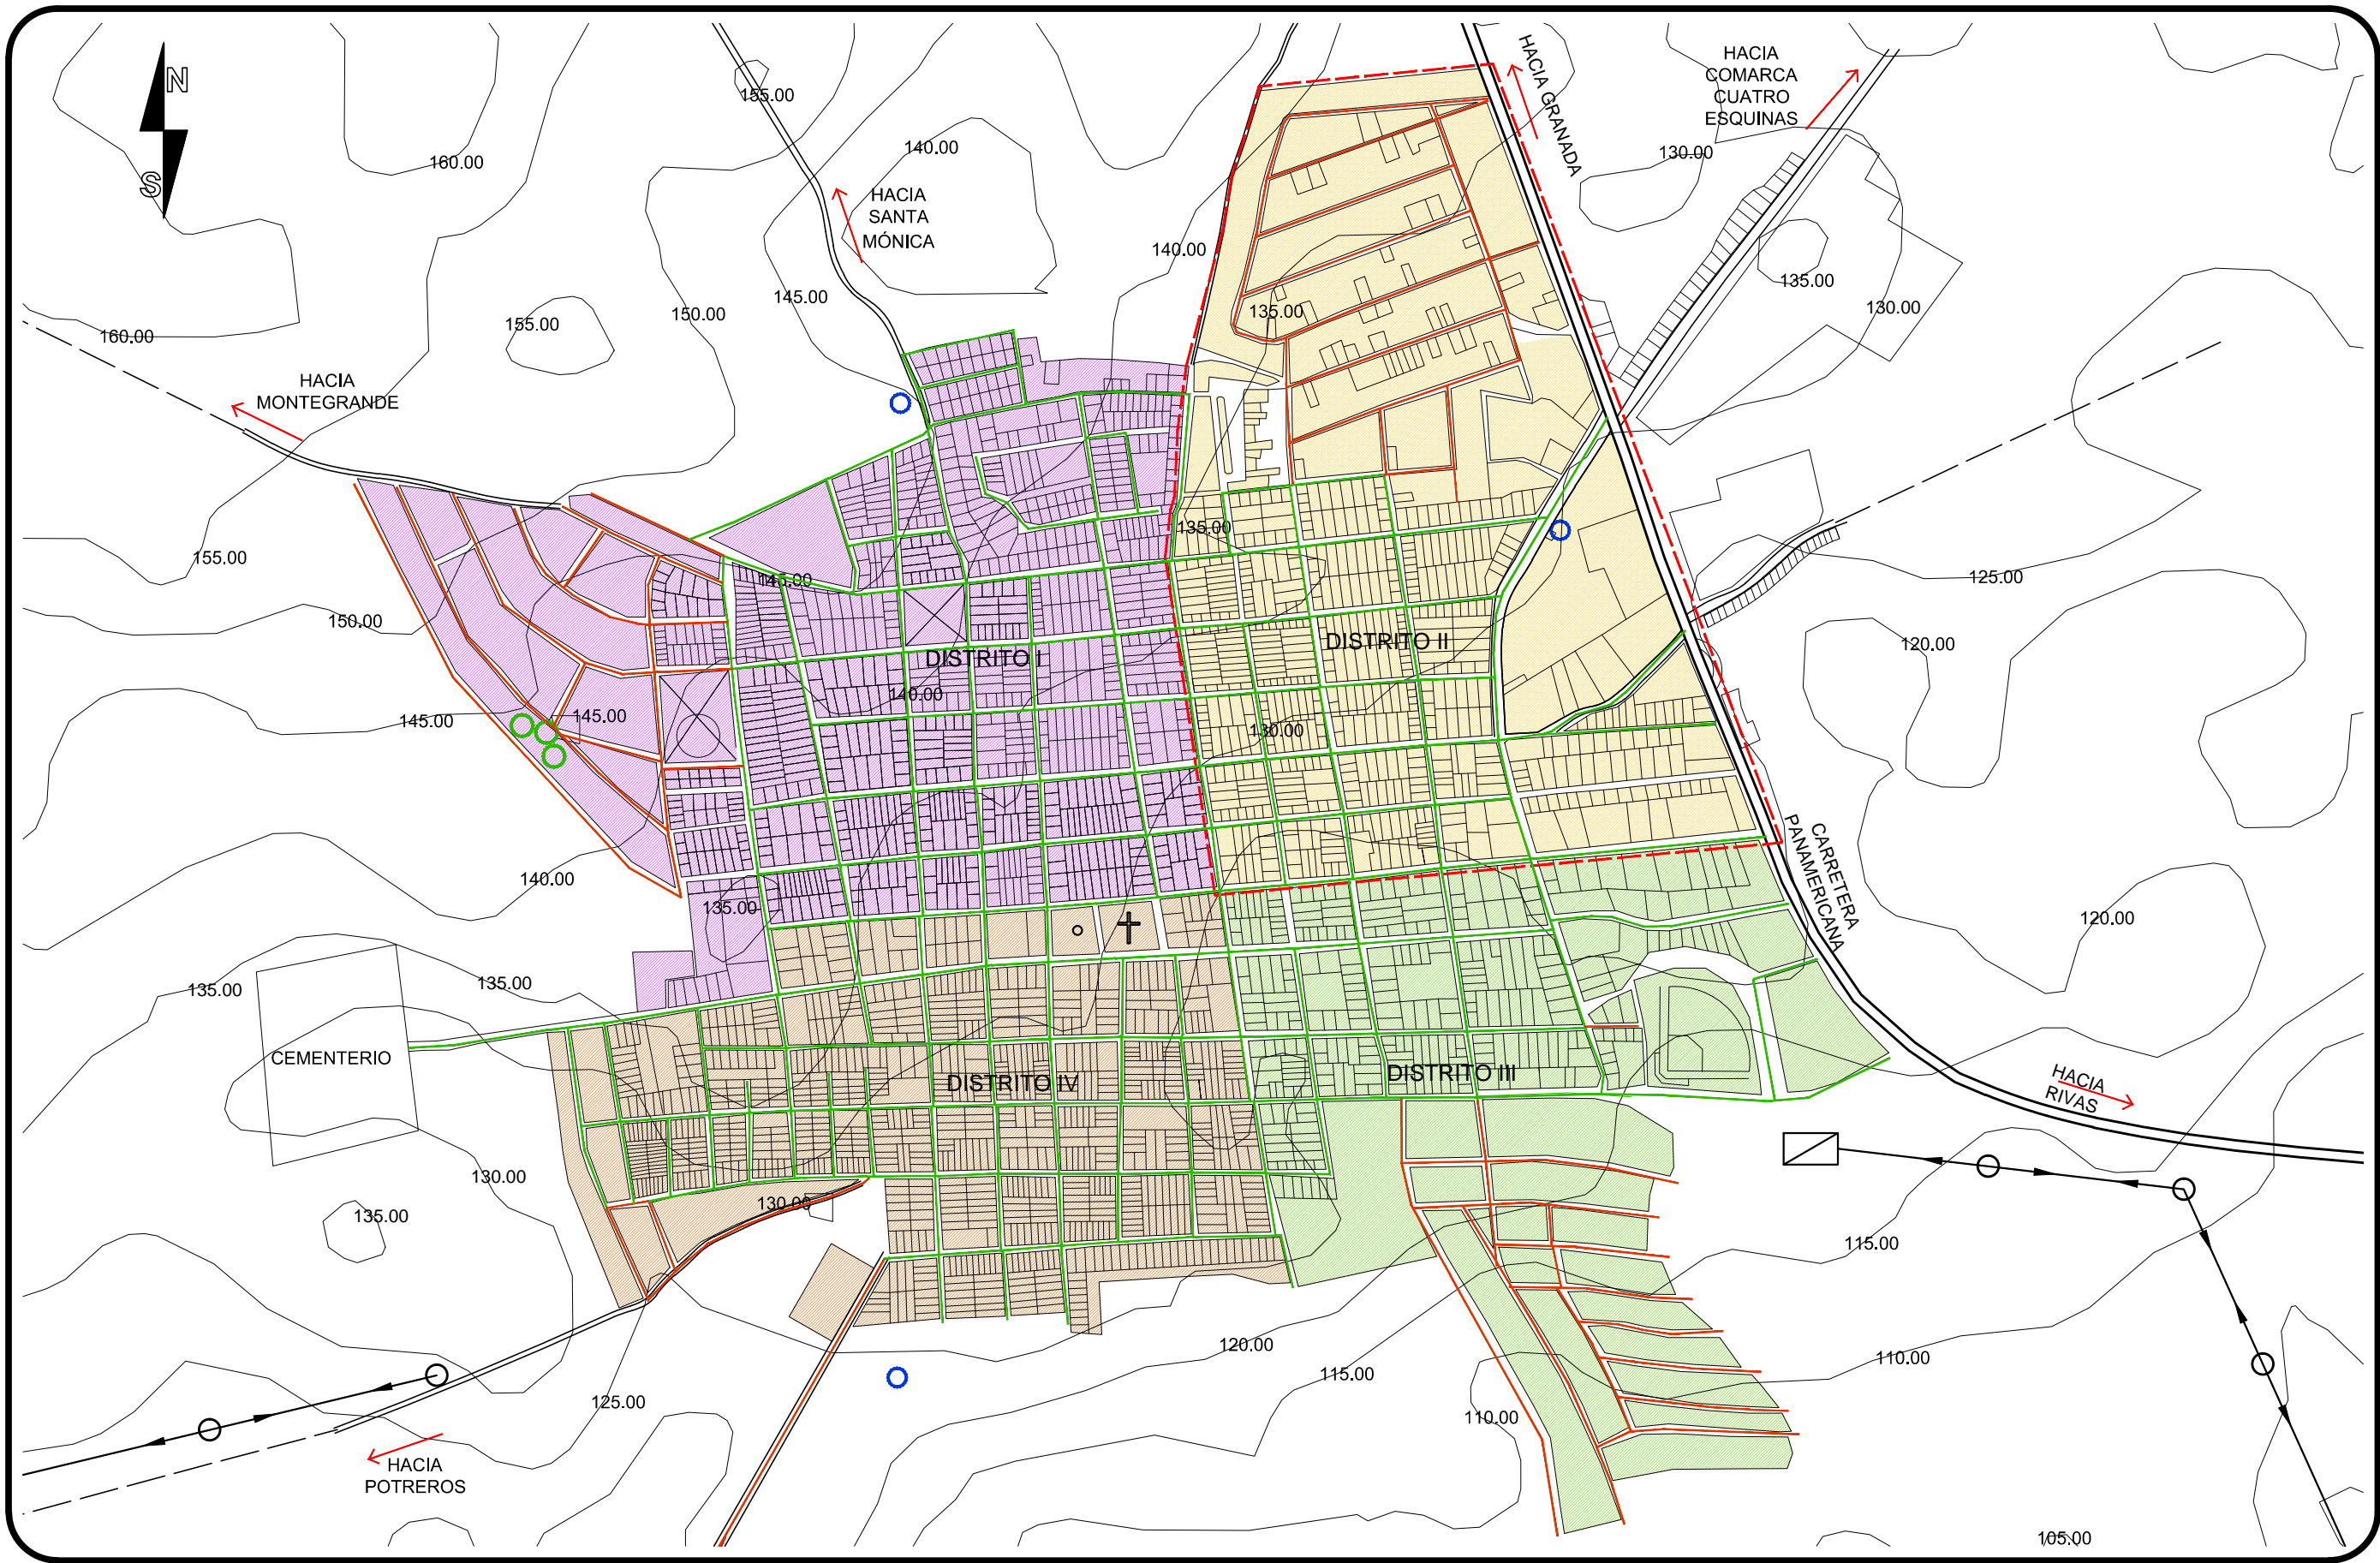 N
S
HACIA GRANADA
HACIA
COMARCA
CUATRO
ESQUINAS
155.00
160.00
140.00
130.00
HACIA
SANTA
MÓNICA
140.00
135.00
145.00
150.00
135.00
130.00
155.00
160.00
HACIA
MONTEGRANDE
135.00
155.00
145.00
125.00
150.00
DISTRITO II
120.00
DISTRITO I
140.00
145.00
145.00
130.00
CARRETERA
PANAMERICANA
140.00
135.00
120.00
135.00
135.00
CEMENTERIO
DISTRITO IV
DISTRITO III
HACIA
RIVAS
130.00
130.00
135.00
115.00
120.00
110.00
115.00
125.00
110.00
HACIA
POTREROS
105.00